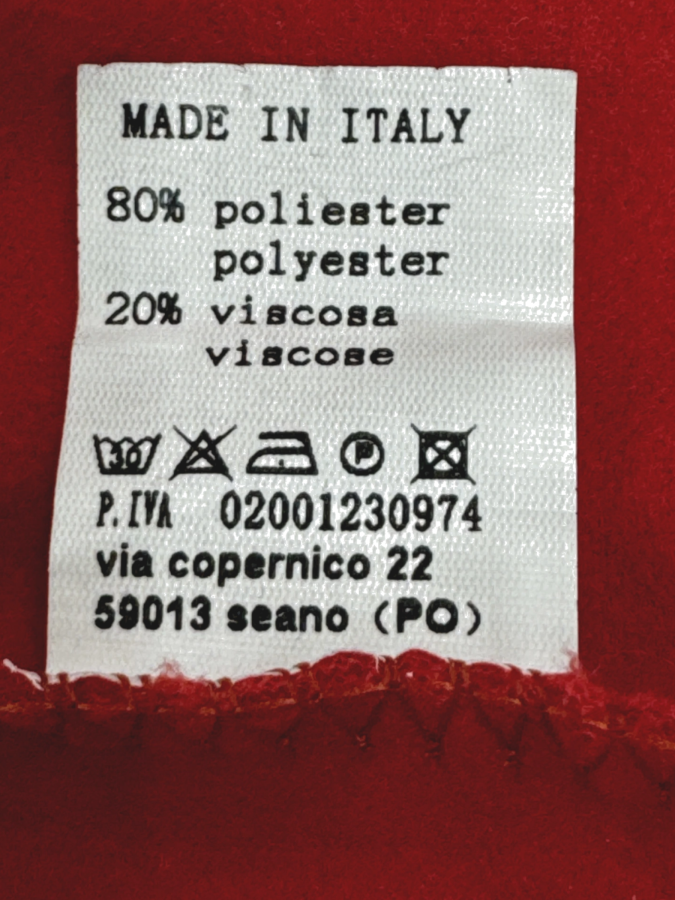 MADE IN ITALY
80% poliester
polyester
20% viscosa
viscose
30 P
P.IVA 02001230974
via copernico 22
59013 seano (PO)